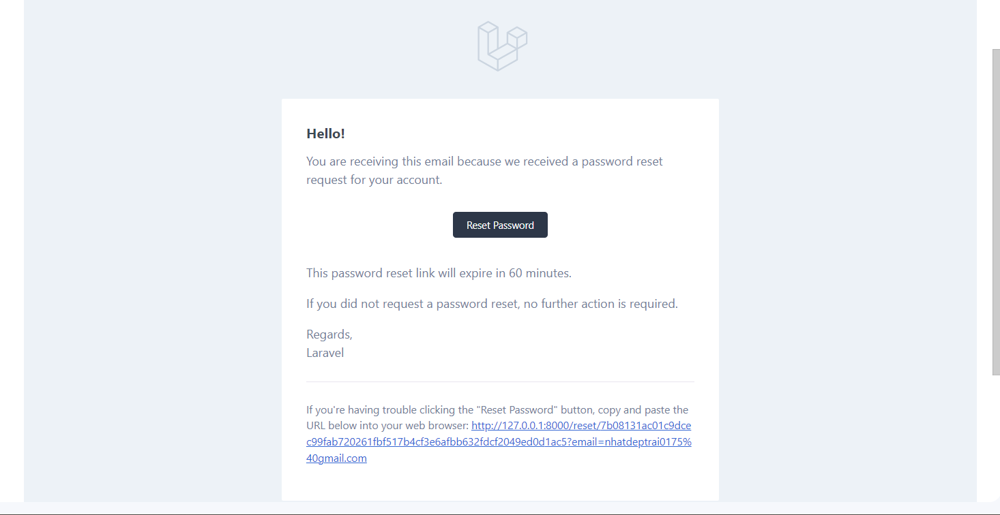 Hello!
You are receiving this email because we received a password reset
request for your account.
Reset Password
This password reset link will expire in 60 minutes.
If you did not request a password reset, no further action is required.
Regards,
Laravel
If you're having trouble clicking the "Reset Password" button, copy and paste the
URL below into your web browser: http://127.0.0.1:8000/reset/7b08131ac01c9dce
c99fab720261fbf517b4cf3e6afbb632fdcf2049ed0d1ac5?email=nhatdeptrai0175%
40gmail.com